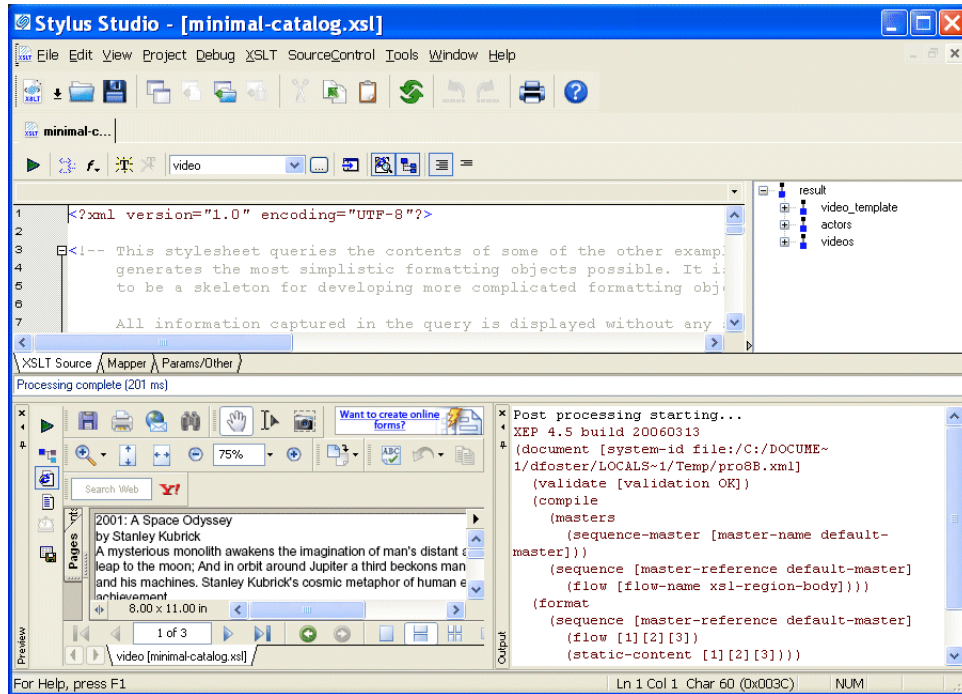 Stylus Studio - [minimal-catalog.xsl]
File Edit View Project Debug XSLT SourceControl Tools Window Help
XSLT
minimal-c...
video
result
video_template
actors
videos
1 <?xml version="1.0" encoding="UTF-8"?>
2
3 <!-- This stylesheet queries the contents of some of the other examp
4 generates the most simplistic formatting objects possible. It i
5 to be a skeleton for developing more complicated formatting obj
6
7 All information captured in the query is displayed without any
XSLT Source Mapper Params/Other
Processing complete (201 ms)
Want to create online forms?
75%
Search Web Y!
Pages
2001: A Space Odyssey
by Stanley Kubrick
A mysterious monolith awakens the imagination of man's distant
leap to the moon; And in orbit around Jupiter a third beckons man
and his machines. Stanley Kubrick's cosmic metaphor of human e
achievement
8.00 x 11.00 in
1 of 3
video [minimal-catalog.xsl]
Preview
Post processing starting...
XEP 4.5 build 20060313
(document [system-id file:/C:/DOCUME~
1/dfoster/LOCALS~1/Temp/pro8B.xml]
(validate [validation OK])
(compile
(masters
(sequence-master [master-name default-
master]))
(sequence [master-reference default-master]
(flow [flow-name xsl-region-body])))
(format
(sequence [master-reference default-master]
(flow [1][2][3])
(static-content [1][2][3])))
Output
For Help, press F1
Ln 1 Col 1 Char 60 (0x003C)
NUM